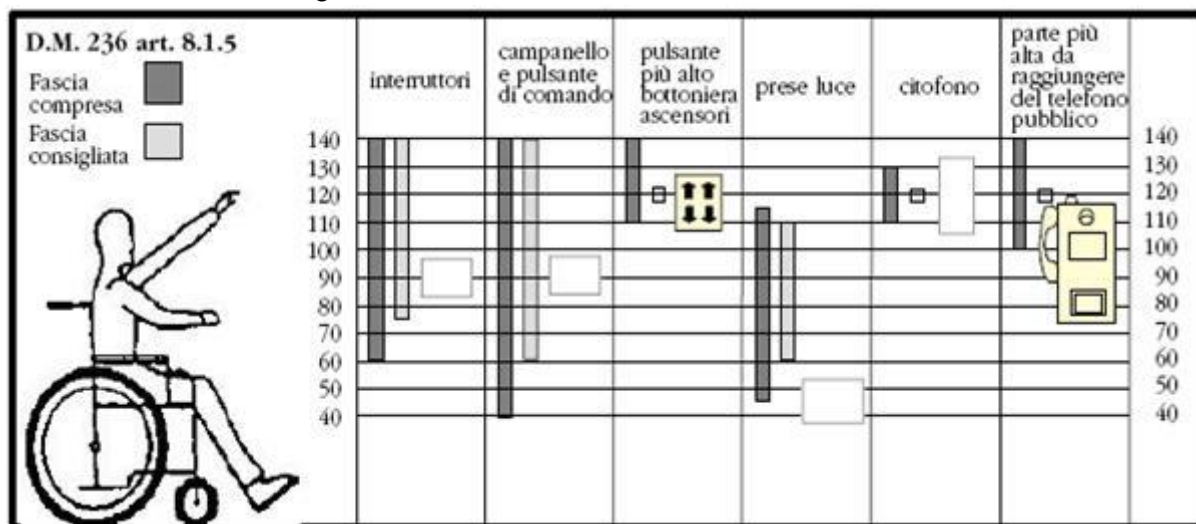 D.M. 236 art. 8.1.5
Fascia
compresa
Fascia
consigliata
interruttori
campanello
e pulsante
di comando
pulsante
più alto
bottoniera
ascensori
prese luce
citofono
parte più
alta da
raggiungere
del telefono
pubblico
140
130
120
110
100
90
80
70
60
50
40
140
130
120
110
100
90
80
70
60
50
40